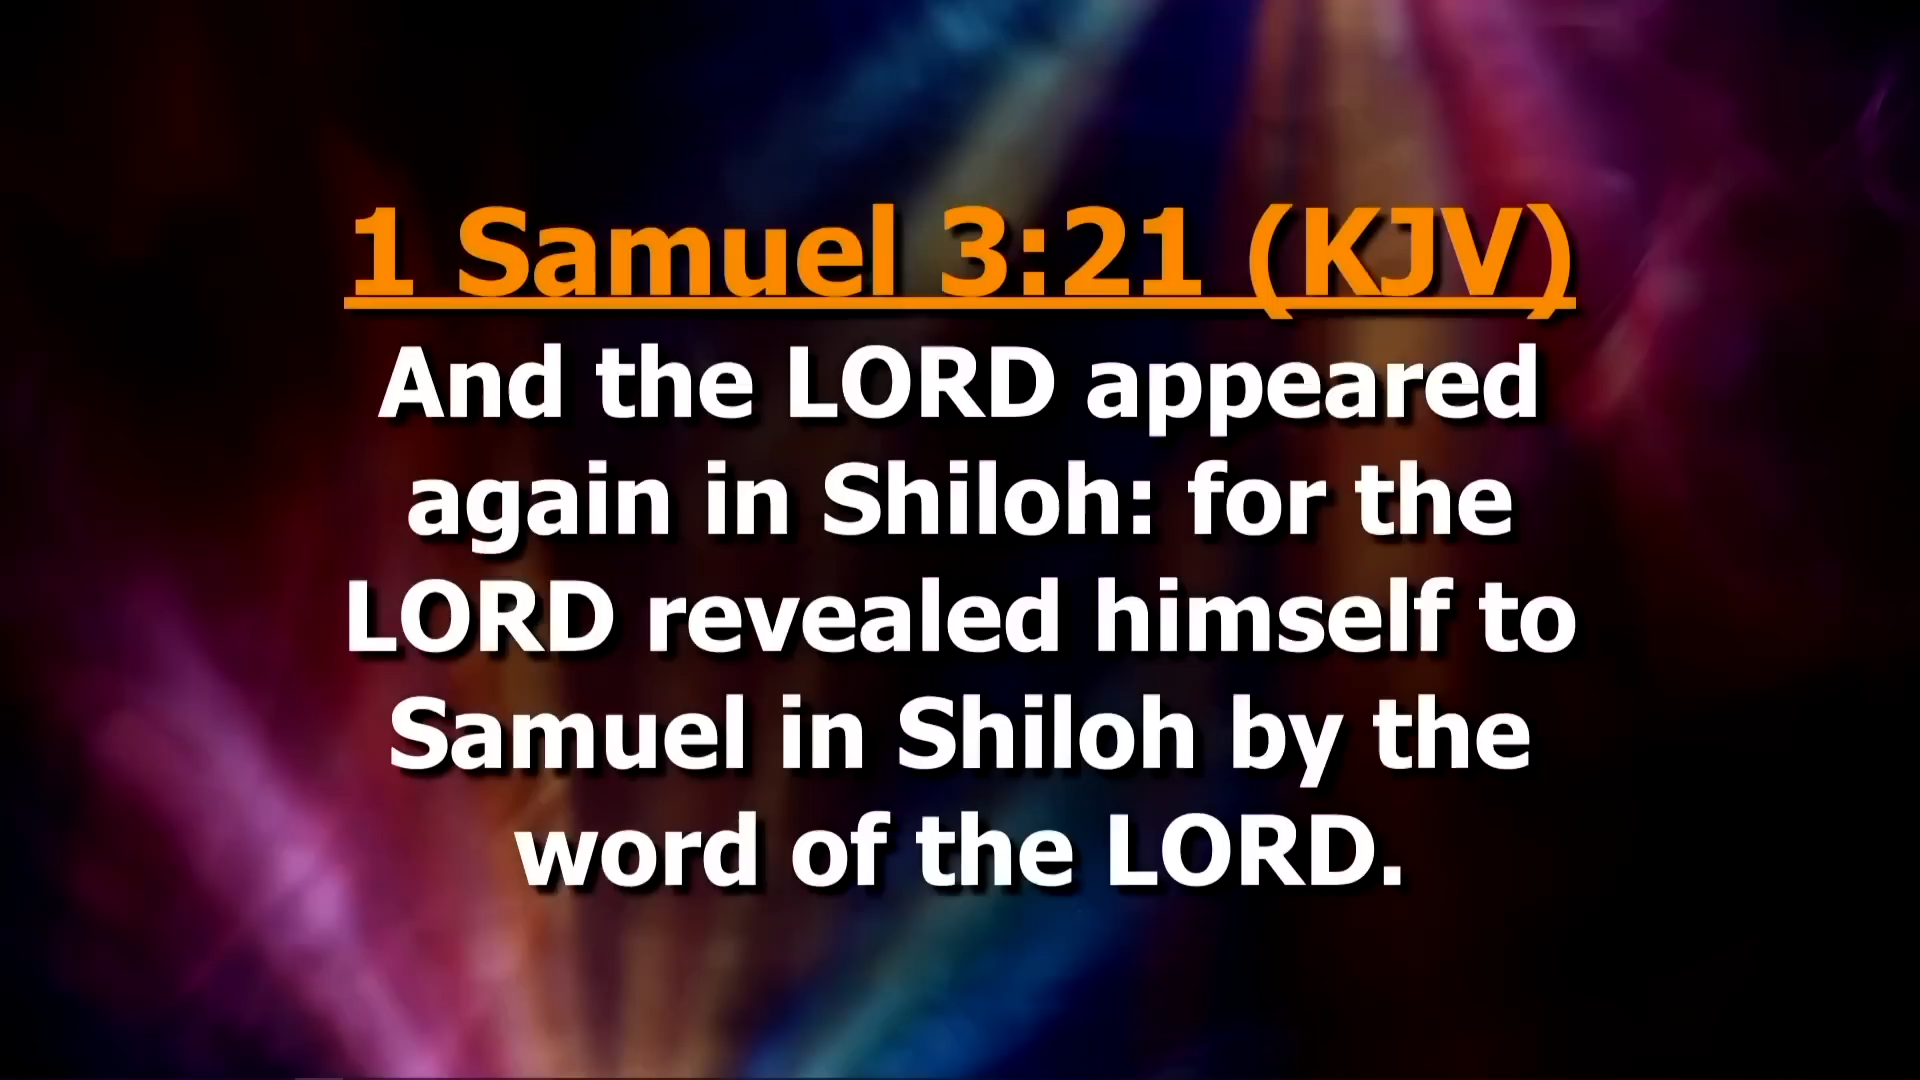 1 Samuel 3:21 (KJV)
And the LORD appeared
again in Shiloh: for the
LORD revealed himself to
Samuel in Shiloh by the
word of the LORD.